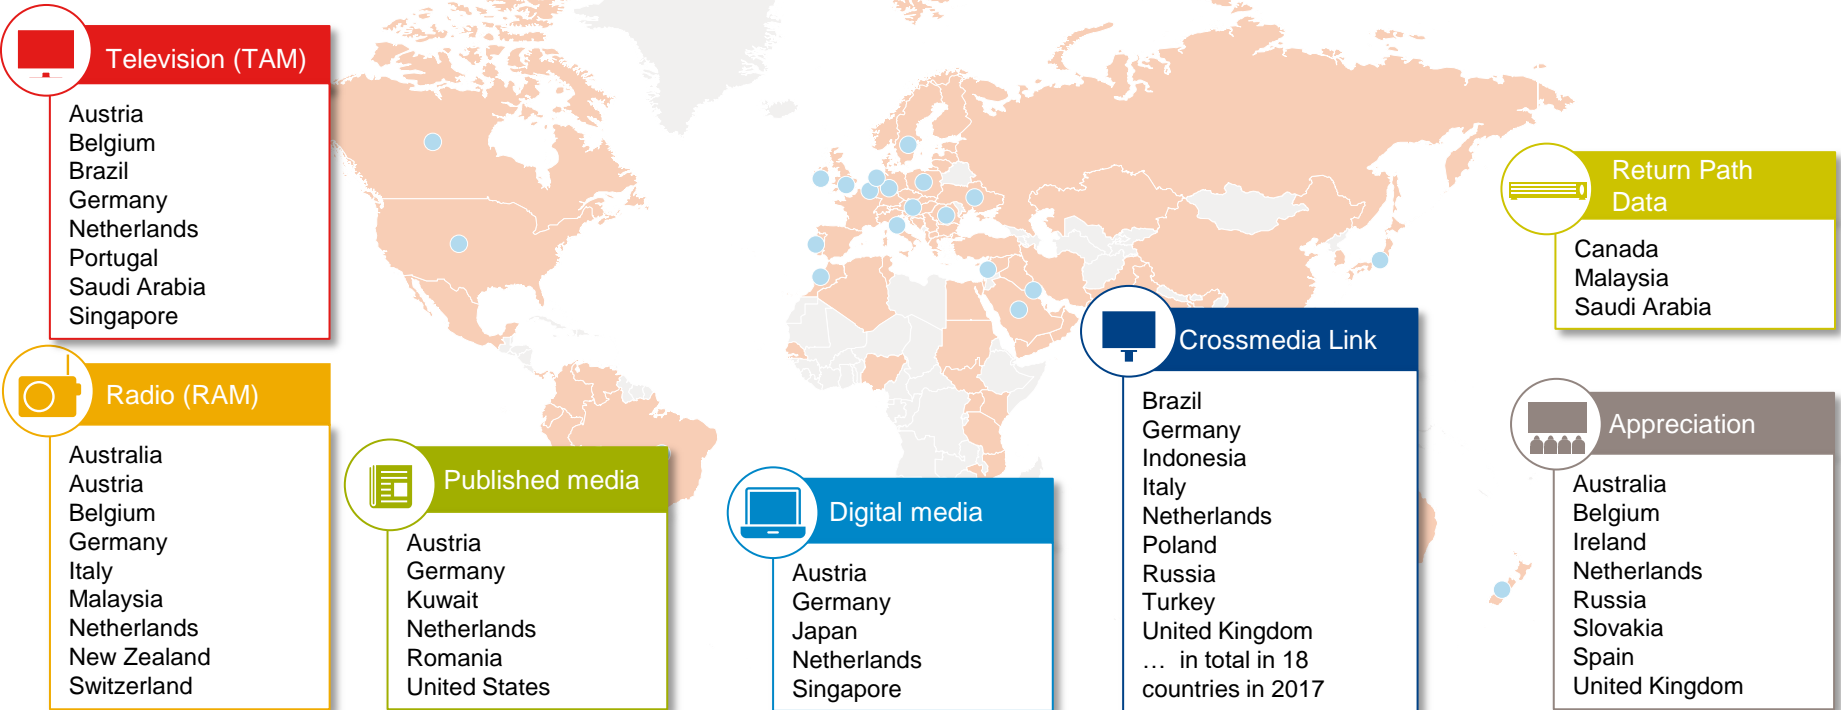 Television (TAM)
Austria
Belgium
Brazil
Germany
Netherlands
Portugal
Saudi Arabia
Singapore
Radio (RAM)
Australia
Austria
Belgium
Germany
Italy
Malaysia
Netherlands
New Zealand
Switzerland
Published media
Austria
Germany
Kuwait
Netherlands
Romania
United States
Digital media
Austria
Germany
Japan
Netherlands
Singapore
Crossmedia Link
Brazil
Germany
Indonesia
Italy
Netherlands
Poland
Russia
Turkey
United Kingdom
… in total in 18
countries in 2017
Return Path
Data
Canada
Malaysia
Saudi Arabia
Appreciation
Australia
Belgium
Ireland
Netherlands
Russia
Slovakia
Spain
United Kingdom